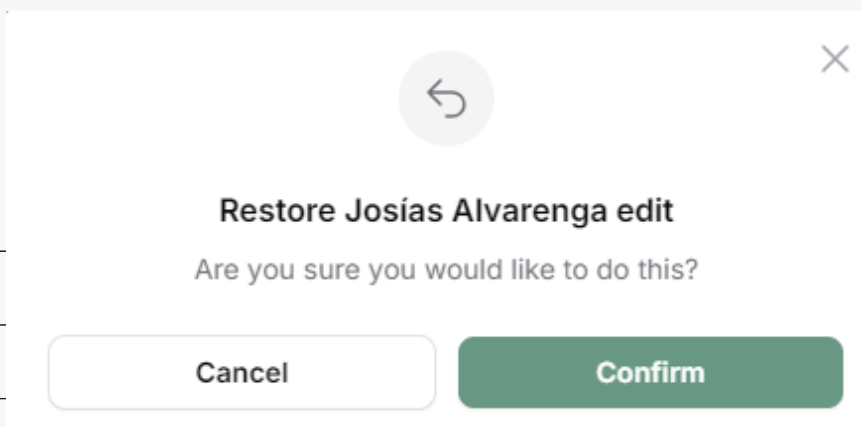 Restore Josías Alvarenga edit
Are you sure you would like to do this?
Cancel
Confirm